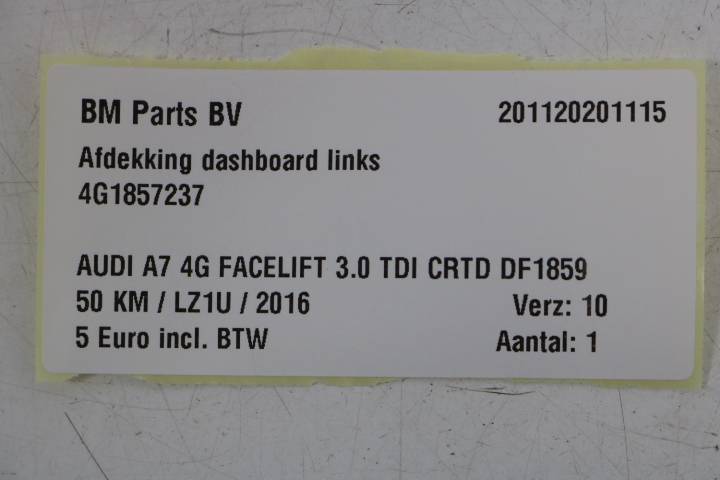 BM Parts BV 201120201115
Afdekking dashboard links
4G1857237
AUDI A7 4G FACELIFT 3.0 TDI CRTD DF1859
50 KM / LZ1U / 2016 Verz: 10
5 Euro incl. BTW Aantal: 1